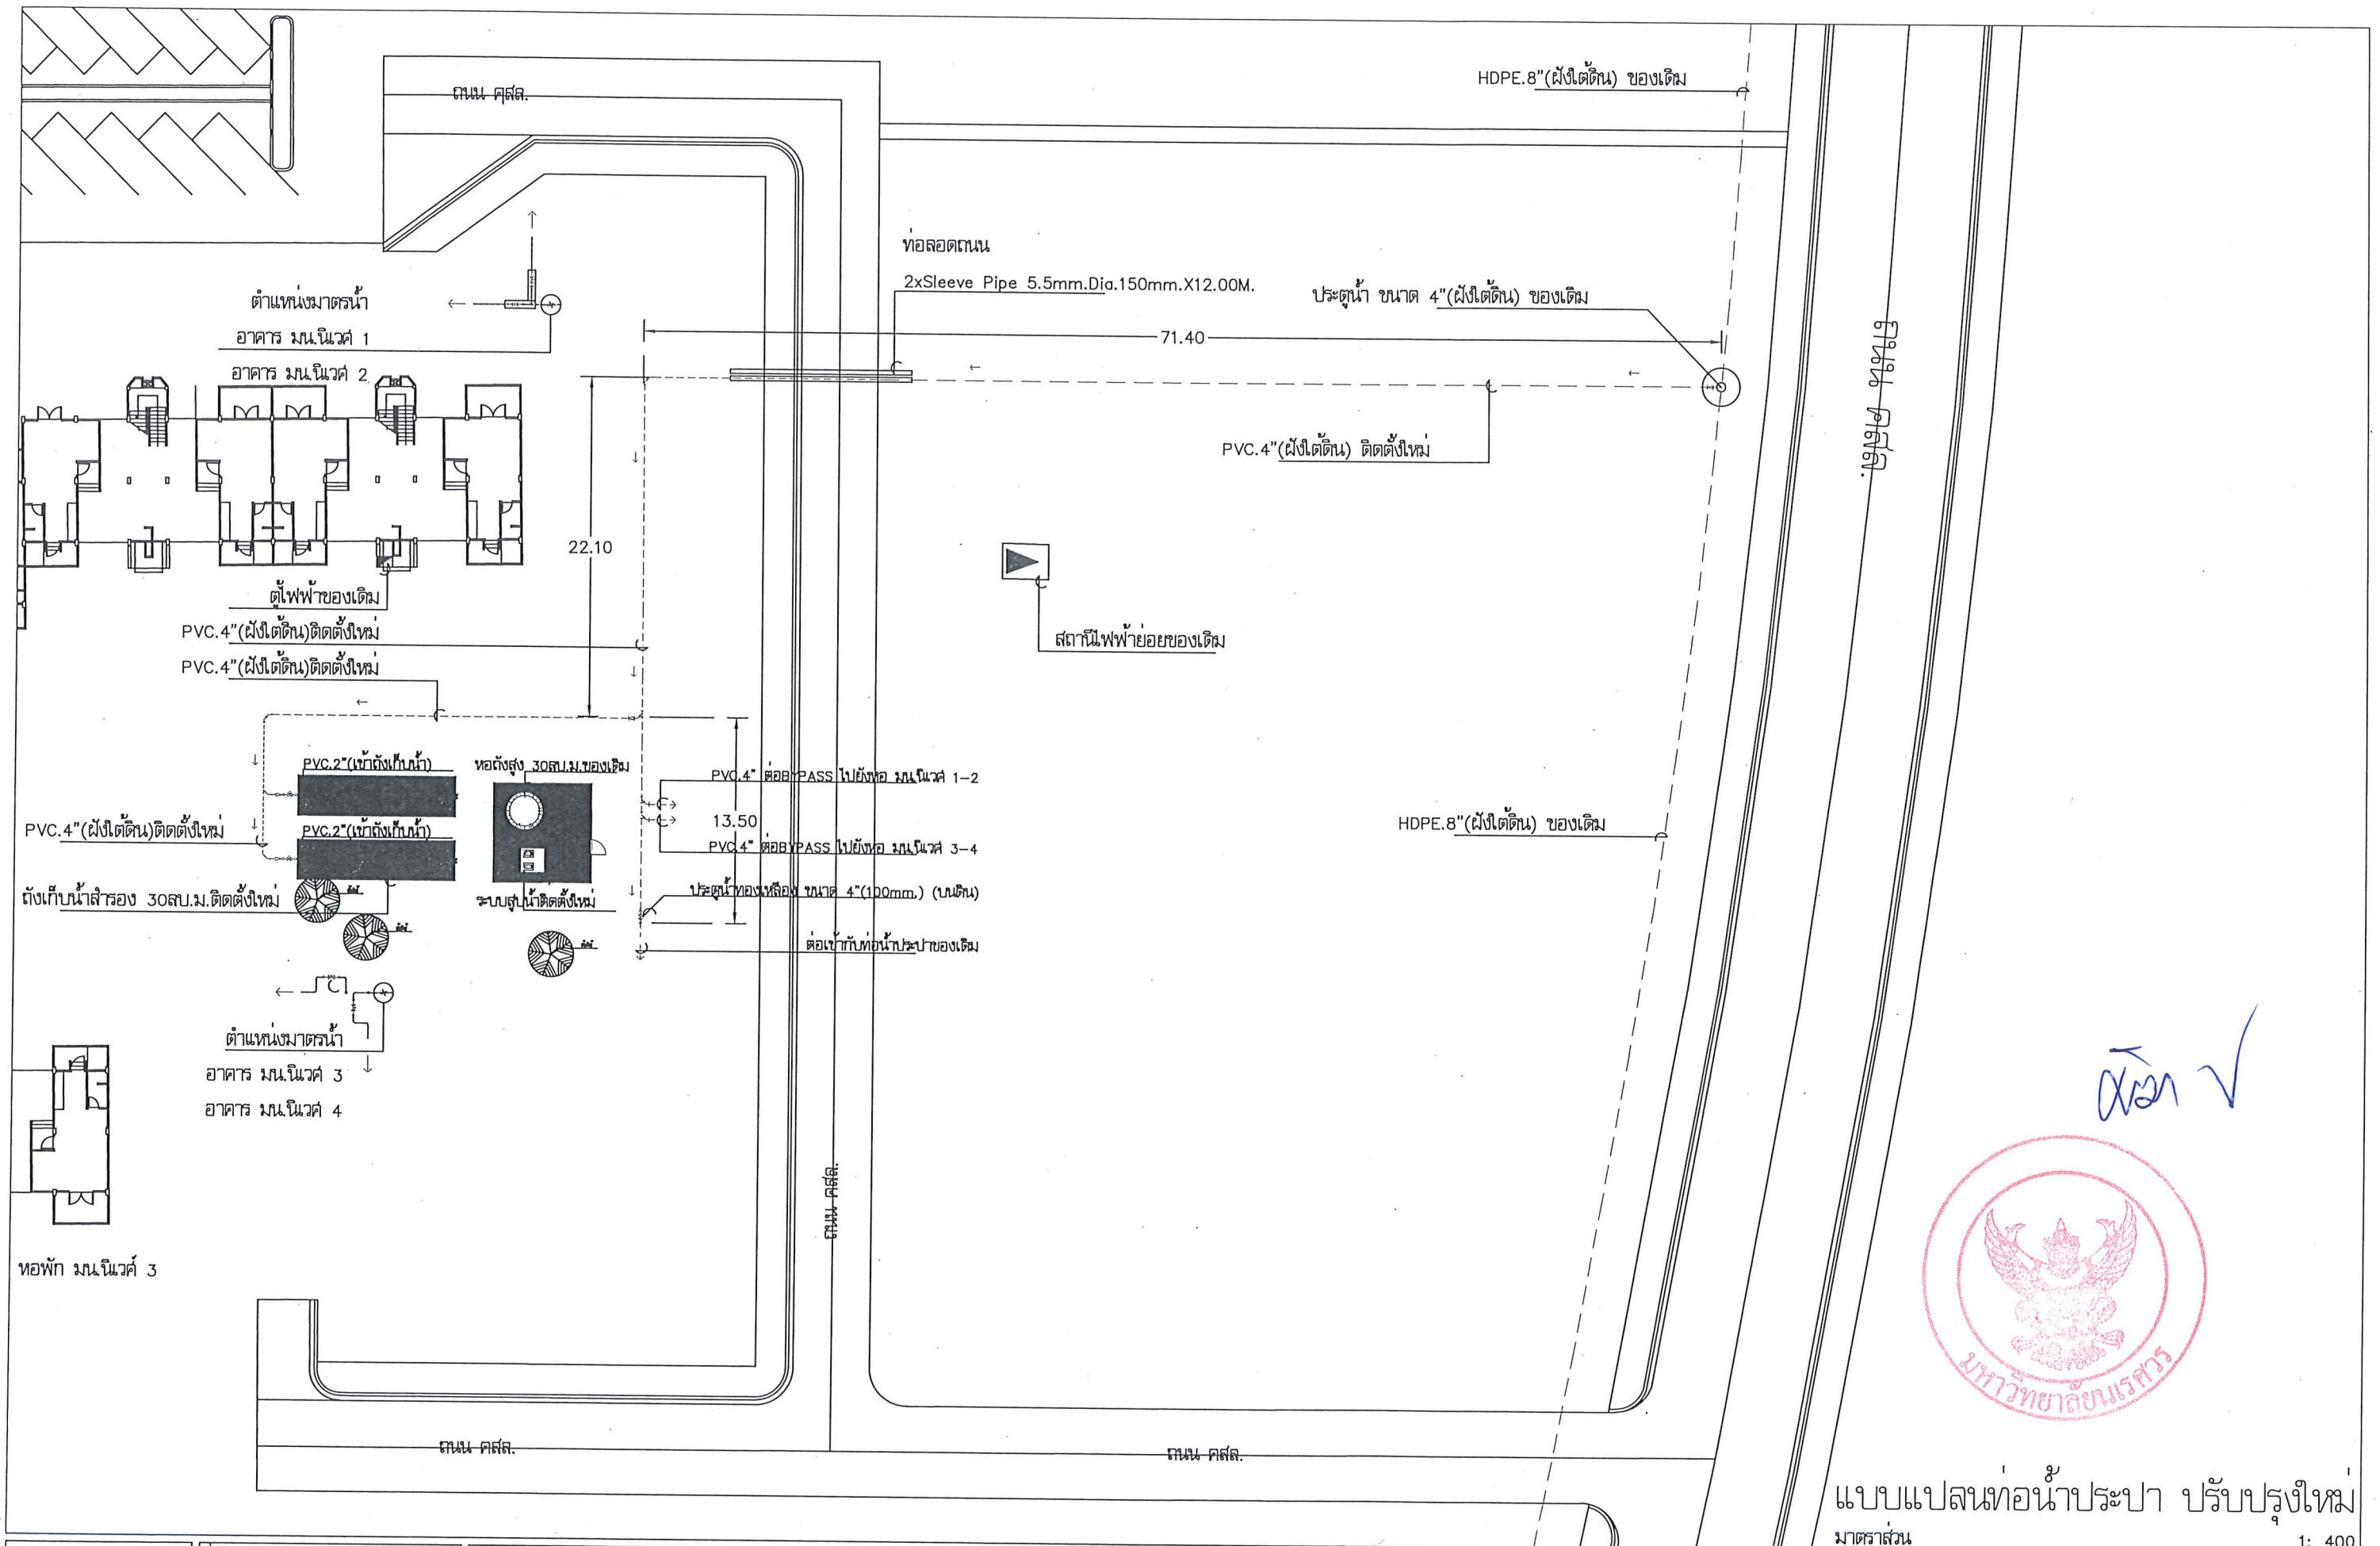 ถนน คสล.
HDPE.8"(ฝังใต้ดิน) ของเดิม
ท่อลอดถนน
2xSleeve Pipe 5.5mm.Dia.150mm.X12.00M.
ประตูน้ำ ขนาด 4"(ฝังใต้ดิน) ของเดิม
71.40
ตำแหน่งมาตรน้ำ
อาคาร มน.นิเวศ 1
อาคาร มน.นิเวศ 2
ถนน คสล.
PVC.4"(ฝังใต้ดิน) ติดตั้งใหม่
22.10
ตู้ไฟฟ้าของเดิม
PVC.4"(ฝังใต้ดิน)ติดตั้งใหม่
PVC.4"(ฝังใต้ดิน)ติดตั้งใหม่
สถานีไฟฟ้าย่อยของเดิม
PVC.2"(เข้าถังเก็บน้ำ)
หอถังสูง 30ลบ.ม.ของเดิม
PVC.4" ต่อBYPASS ไปยังหอ มน.นิเวศ 1-2
13.50
PVC.4"(ฝังใต้ดิน)ติดตั้งใหม่
PVC.2"(เข้าถังเก็บน้ำ)
PVC.4" ต่อBYPASS ไปยังหอ มน.นิเวศ 3-4
HDPE.8"(ฝังใต้ดิน) ของเดิม
ถังเก็บน้ำสำรอง 30ลบ.ม.ติดตั้งใหม่
ระบบสูบน้ำติดตั้งใหม่
ประตูน้ำทองเหลือง ขนาด 4"(100mm.) (บนดิน)
ต่อเข้ากับท่อน้ำประปาของเดิม
ตำแหน่งมาตรน้ำ
อาคาร มน.นิเวศ 3
อาคาร มน.นิเวศ 4
หอพัก มน.นิเวศน์ 3
ถนน คสล.
มหาวิทยาลัยนเรศวร
ถนน คสล.
ถนน คสล.
แบบแปลนท่อน้ำประปา ปรับปรุงใหม่
มาตราส่วน 1: 400